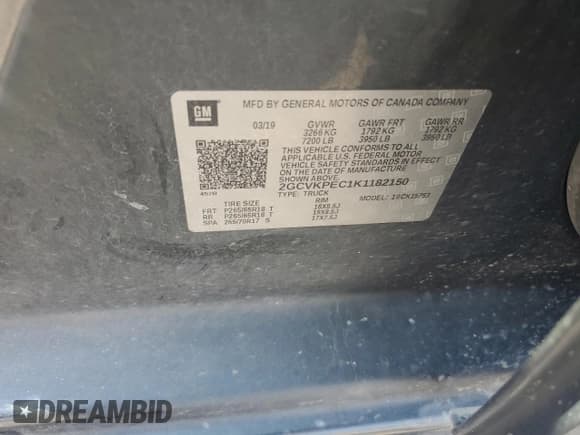 GM
MFD BY GENERAL MOTORS OF CANADA COMPANY
03/19 GVWR GAWR FRT GAWR RR
3266 KG 1792 KG 1792 KG
7200 LB 3950 LB 3950 LB
THIS VEHICLE CONFORMS TO ALL
APPLICABLE U.S. FEDERAL MOTOR
VEHICLE SAFETY STANDARDS IN
EFFECT ON THE DATE OF MANUFACTURE
SHOWN ABOVE.
2GCVKPEC1K1182150
TYPE: TRUCK MODEL:
TIRE SIZE RIM
FRT P265/65R18 T 18X8.5J
RR P265/65R18 T 18X8.5J
SPA 265/70R17 S 17X7.5J
DREAMBID